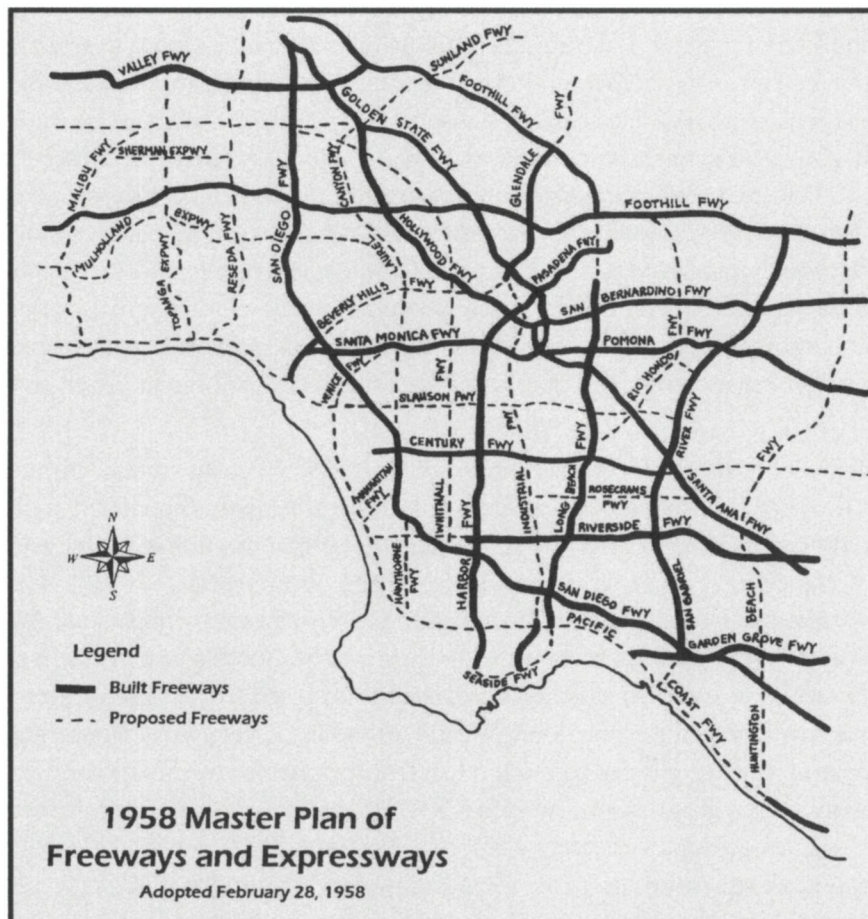 SUNLAND FWY
VALLEY FWY
FOOTHILL FWY
GOLDEN STATE FWY
FWY
SHERMAN EXPWY
MALIBU FWY
CANYON FWY
GLENDALE
FOOTHILL FWY
MULHOLLAND
EXPWY
RESEDA FWY
SAN DIEGO
FWY
HOLLYWOOD FWY
LAUREL
TOPANGA EXPWY
PASADENA FWY
BEVERLY HILLS
FWY
SAN BERNARDINO FWY
FWY
SANTA MONICA FWY
POMONA
FWY
VENICE FWY
FWY
RIO HONDO
SLAUSON FWY
FWY
RIVER FWY
CENTURY FWY
FWY
FWY
MANHATTAN
FWY
WHITNALL
FWY
INDUSTRIAL
LONG BEACH
ROSECRANS
FWY
SANTA ANA FWY
RIVERSIDE FWY
N
W E
S
HAWTHORNE
FWY
HARBOR
SAN DIEGO FWY
SAN GABRIEL
BEACH
PACIFIC
GARDEN GROVE FWY
SEASIDE FWY
COAST FWY
HUNTINGTON
Legend
Built Freeways
Proposed Freeways
1958 Master Plan of
Freeways and Expressways
Adopted February 28, 1958